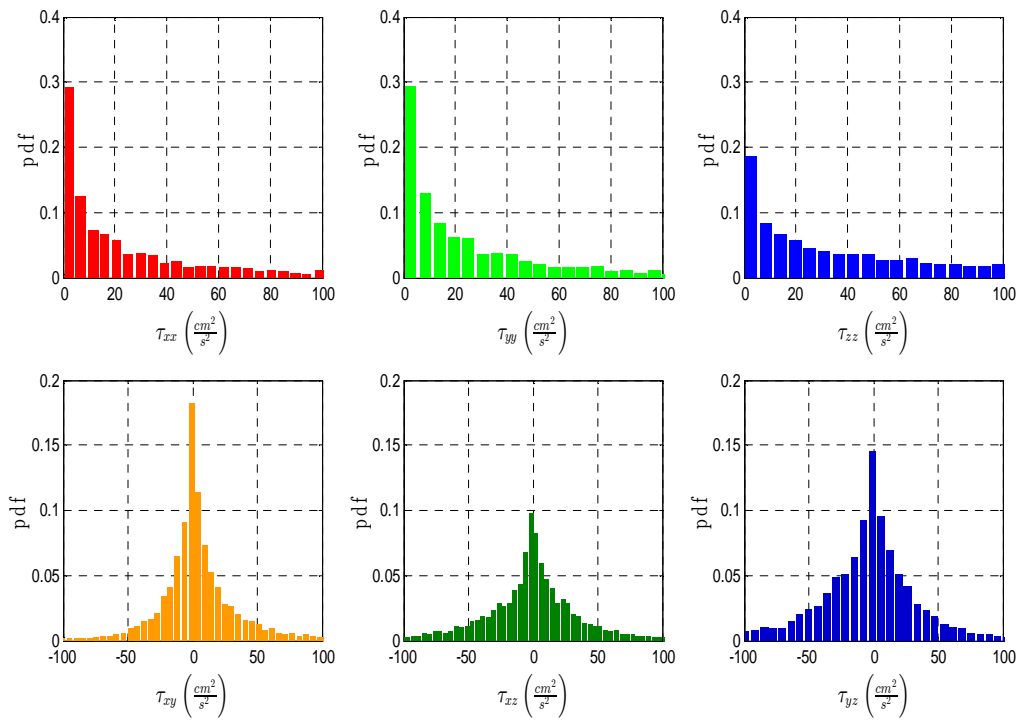 0.4 0.4 0.4
0.3 0.3 0.3
0.2 0.2 0.2
0.1 0.1 0.1
0 0 0
pdf pdf pdf
0 20 40 60 80 100 0 20 40 60 80 100 0 20 40 60 80 100
τxx (cm²/s²) τyy (cm²/s²) τzz (cm²/s²)
0.2 0.2 0.2
0.15 0.15 0.15
0.1 0.1 0.1
0.05 0.05 0.05
0 0 0
pdf pdf pdf
-100 -50 0 50 100 -100 -50 0 50 100 -100 -50 0 50 100
τxy (cm²/s²) τxz (cm²/s²) τyz (cm²/s²)